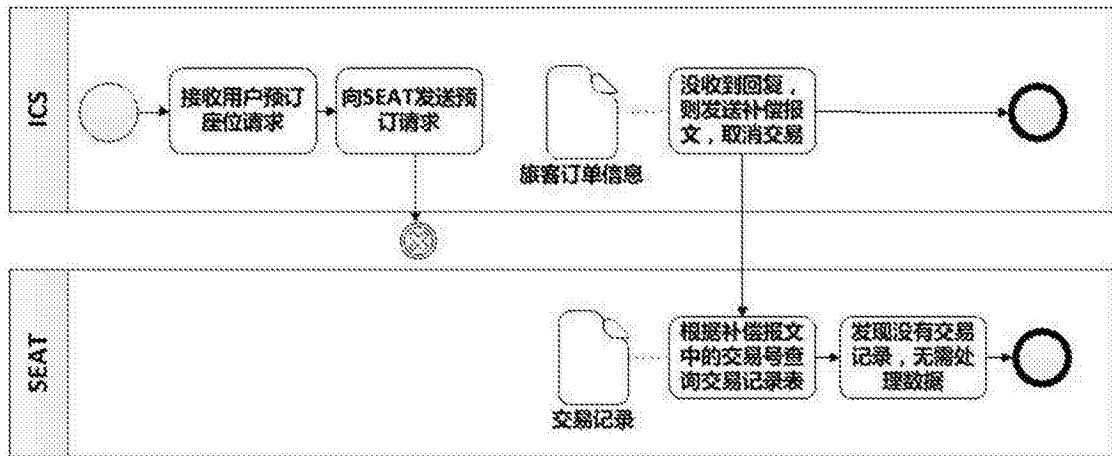 ICS
接收用户预订
座位请求
向SEAT发送预
订请求
旅客订单信息
没收到回复，
则发送补偿报
文，取消交易
SEAT
交易记录
根据补偿报文
中的交易号查
询交易记录表
发现没有交易
记录，无需处
理数据